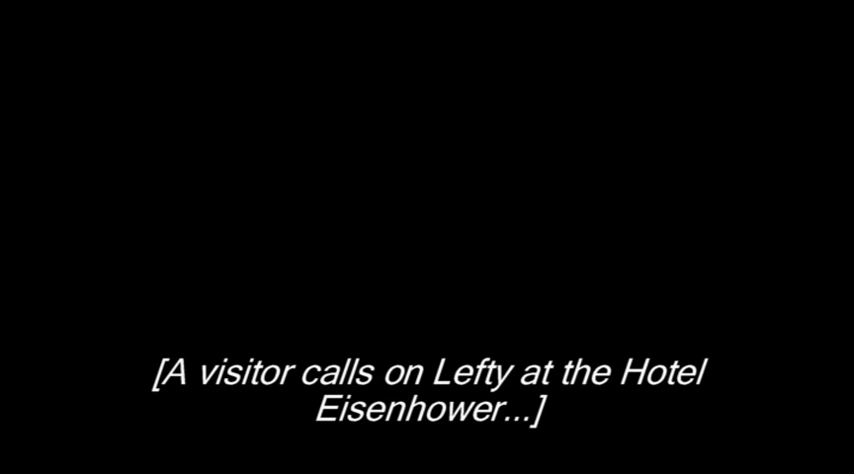 [A visitor calls on Lefty at the Hotel
Eisenhower...]